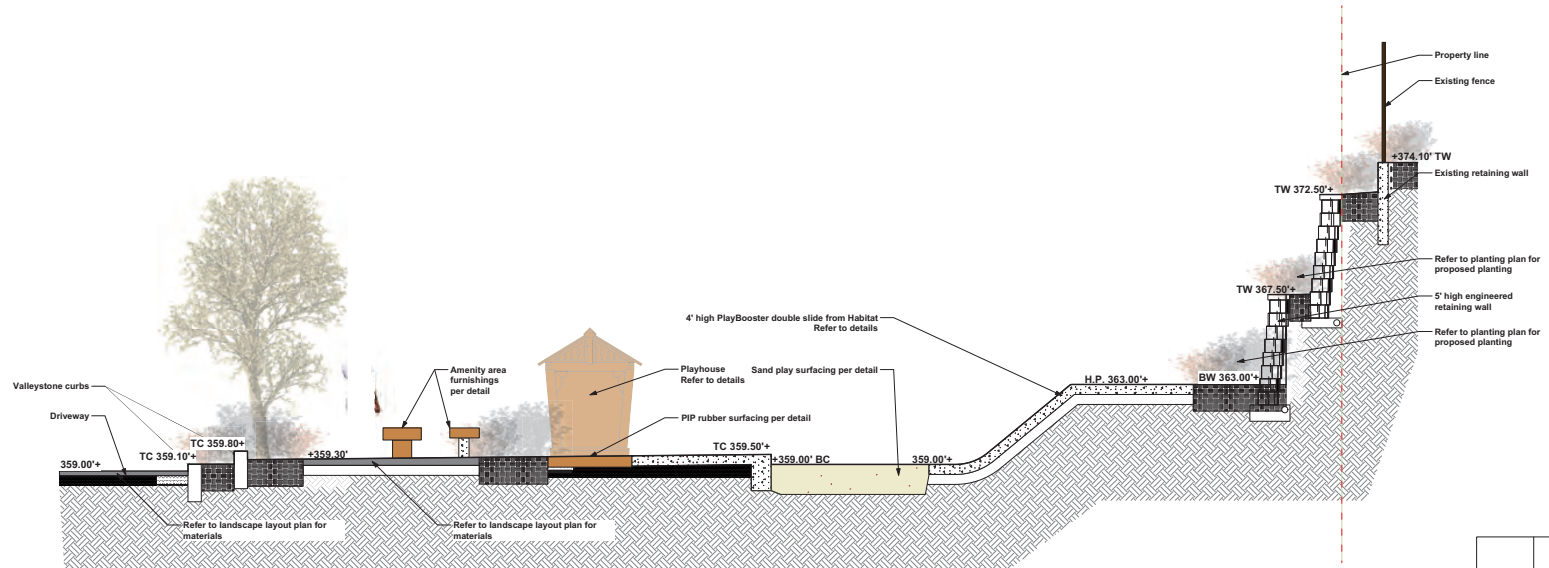 Property line
Existing fence
+374.10' TW
Existing retaining wall
TW 372.50'+
Refer to planting plan for
proposed planting
TW 367.50'+
5' high engineered
retaining wall
4' high PlayBooster double slide from Habitat
Refer to details
Refer to planting plan for
proposed planting
Amenity area
furnishings
per detail
Playhouse
Refer to details
Sand play surfacing per detail
H.P. 363.00'+
BW 363.00'+
Valleystone curbs
Driveway
PIP rubber surfacing per detail
TC 359.80+
TC 359.50'+
TC 359.10'+
+359.30'
359.00'+
+359.00' BC
359.00'+
Refer to landscape layout plan for
materials
Refer to landscape layout plan for
materials